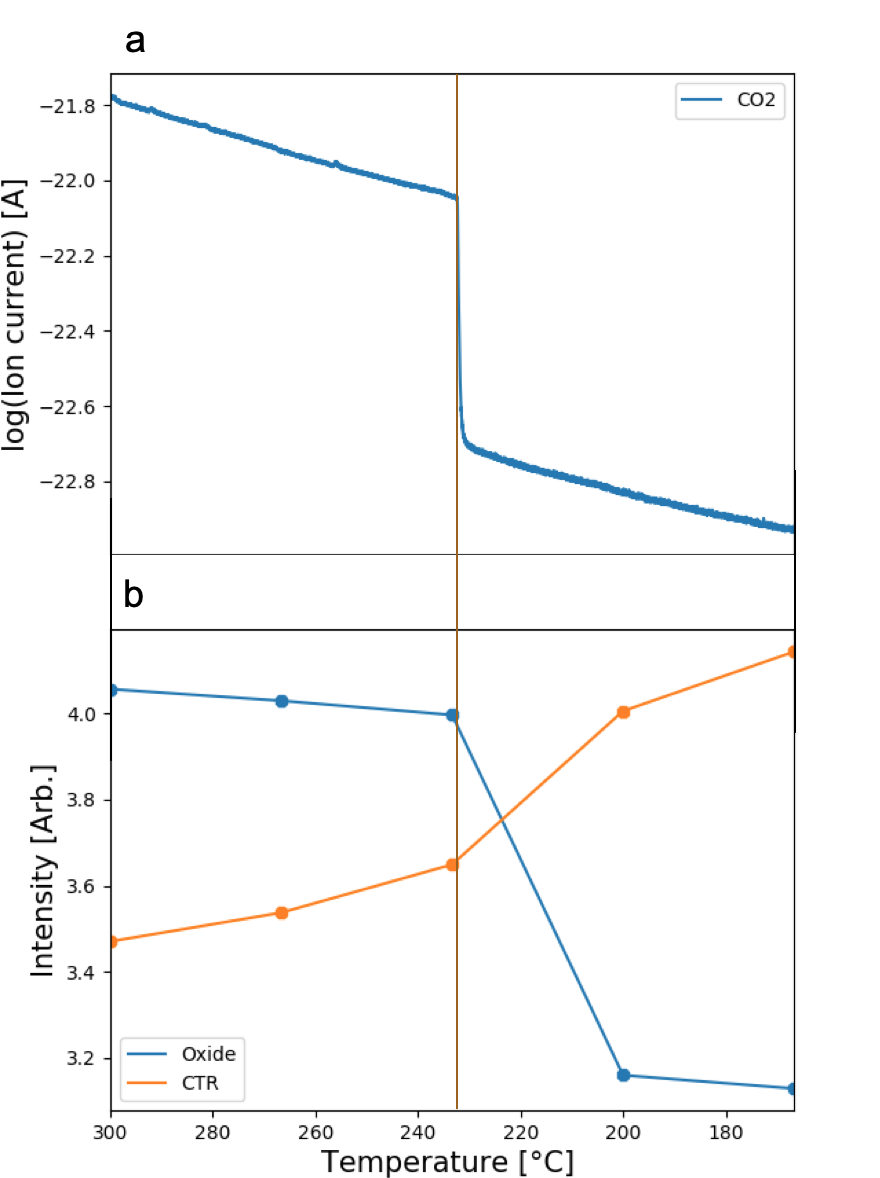 a
log(Ion current) [A]
−21.8
−22.0
−22.2
−22.4
−22.6
−22.8
CO2
b
Intensity [Arb.]
4.0
3.8
3.6
3.4
3.2
Oxide
CTR
300 280 260 240 220 200 180
Temperature [°C]